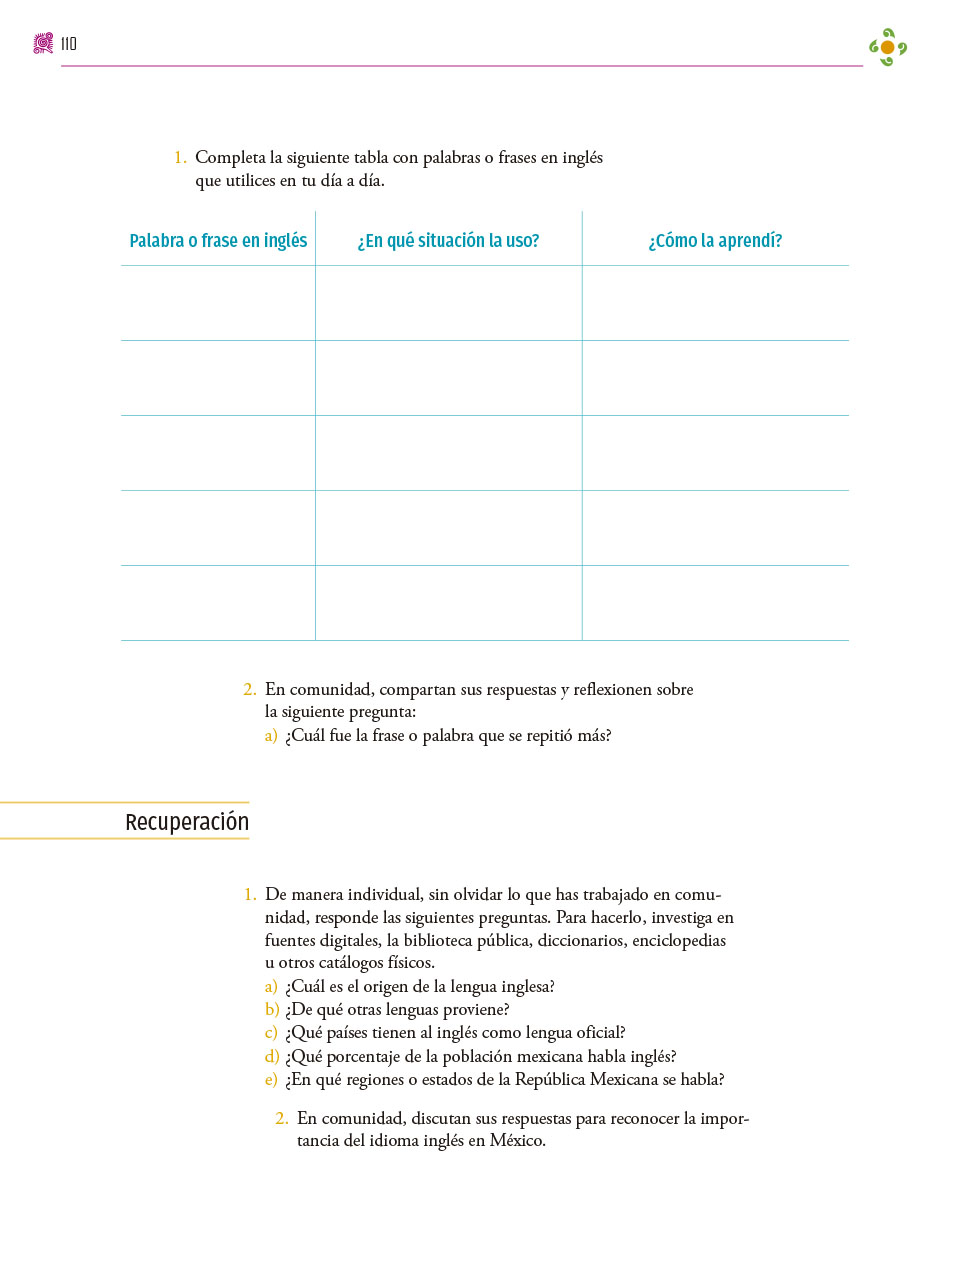 110
1. Completa la siguiente tabla con palabras o frases en inglés
que utilices en tu día a día.
Palabra o frase en inglés ¿En qué situación la uso? ¿Cómo la aprendí?
2. En comunidad, compartan sus respuestas y reflexionen sobre
la siguiente pregunta:
a) ¿Cuál fue la frase o palabra que se repitió más?
Recuperación
1. De manera individual, sin olvidar lo que has trabajado en comu-
nidad, responde las siguientes preguntas. Para hacerlo, investiga en
fuentes digitales, la biblioteca pública, diccionarios, enciclopedias
u otros catálogos físicos.
a) ¿Cuál es el origen de la lengua inglesa?
b) ¿De qué otras lenguas proviene?
c) ¿Qué países tienen al inglés como lengua oficial?
d) ¿Qué porcentaje de la población mexicana habla inglés?
e) ¿En qué regiones o estados de la República Mexicana se habla?
2. En comunidad, discutan sus respuestas para reconocer la impor-
tancia del idioma inglés en México.